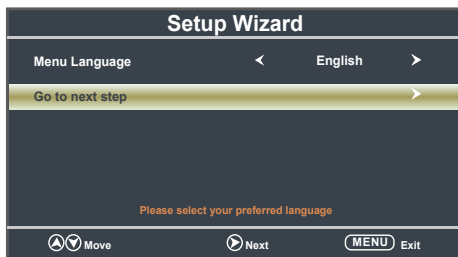 Setup Wizard
Menu Language English
Go to next step
Please select your preferred language
Move Next MENU Exit